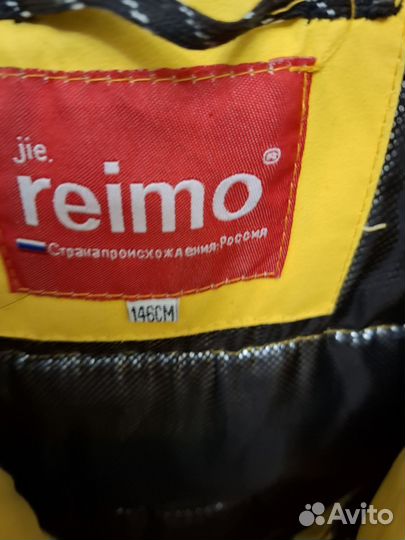 Jie.
reimo®
Странапроисхождения:Россия
146CM
Avito